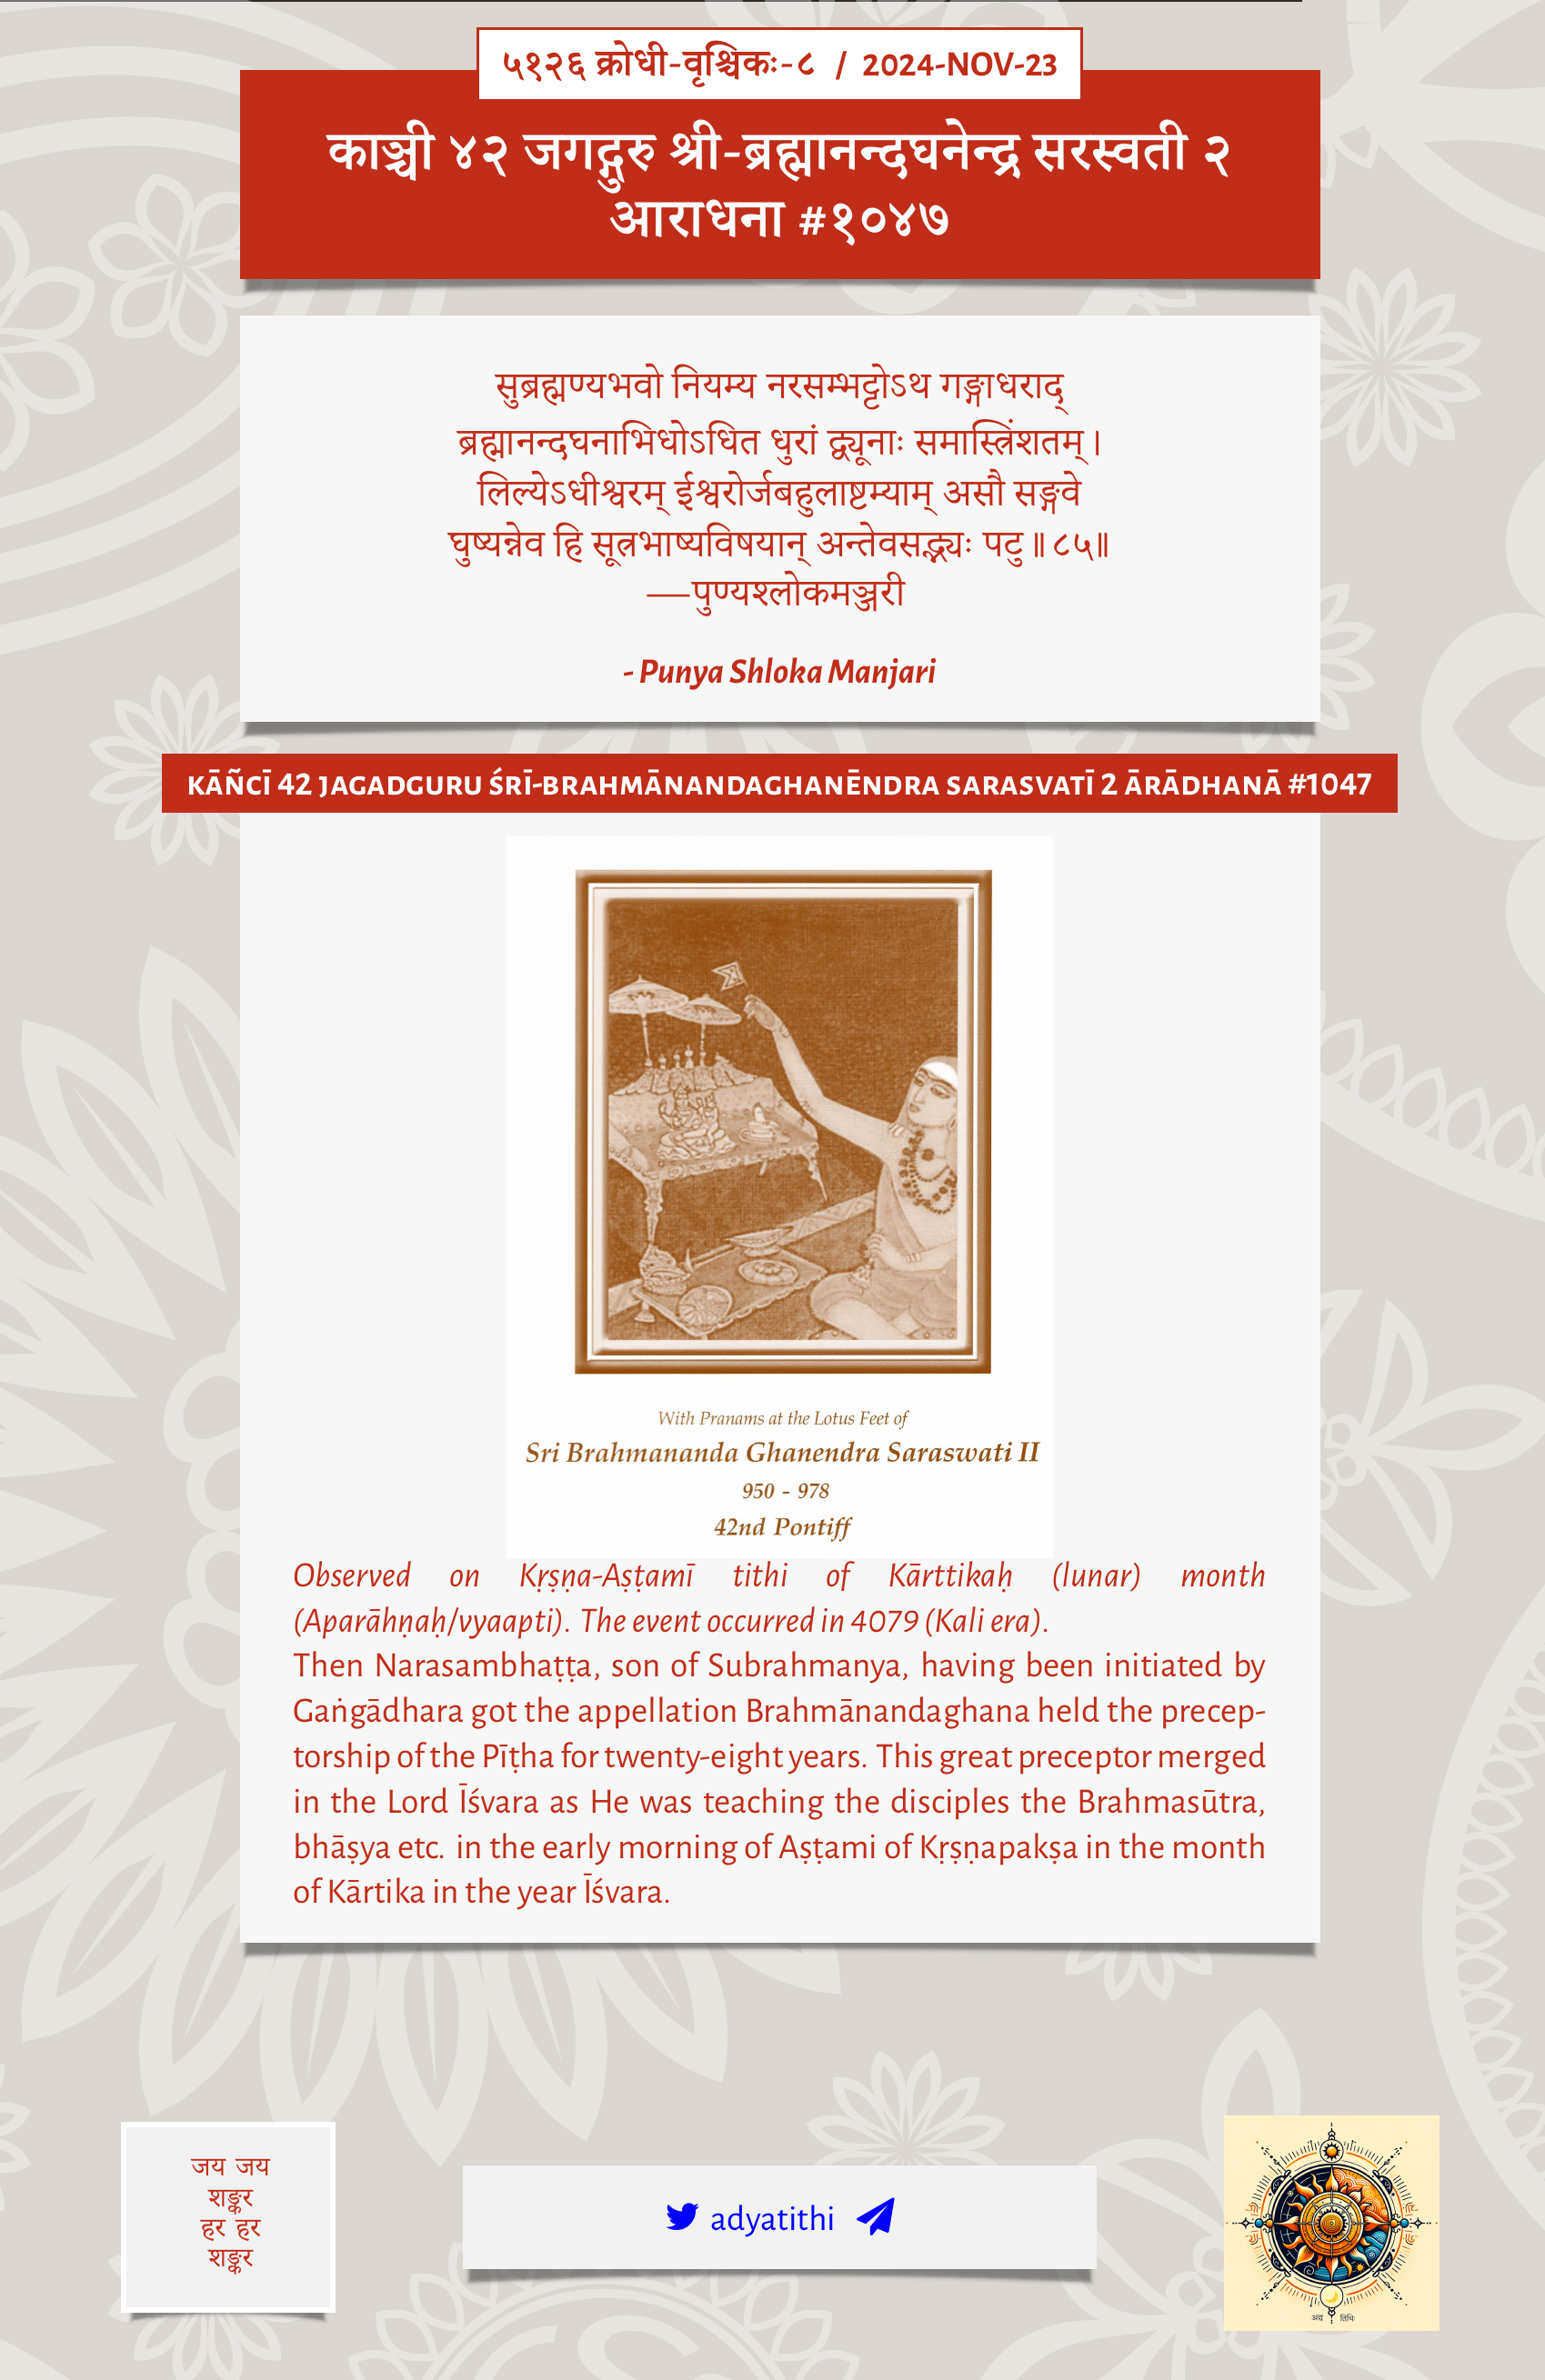 ५१२६ क्रोधी-वृश्चिकः-८ / 2024-NOV-23
काञ्ची ४२ जगद्गुरु श्री-ब्रह्मानन्दघनेन्द्र सरस्वती २
आराधना #१०४७
सुब्रह्मण्यभवो नियम्य नरसम्भट्टोऽथ गङ्गाधराद्
ब्रह्मानन्दघनाभिधोऽधित धुरां द्व्यूनाः समास्त्रिंशतम्।
लिल्येऽधीश्वरम् ईश्वरोर्जबहुलाष्टम्याम् असौ सङ्गवे
घुष्यन्नेव हि सूत्रभाष्यविषयान् अन्तेवसद्भ्यः पटु॥८५॥
—पुण्यश्लोकमञ्जरी
- Punya Shloka Manjari
KĀÑCĪ 42 JAGADGURU ŚRĪ-BRAHMĀNANDAGHANĒNDRA SARASVATĪ 2 ĀRĀDHANĀ #1047
With Pranams at the Lotus Feet of
Sri Brahmananda Ghanendra Saraswati II
950 - 978
42nd Pontiff
Observed on Kṛṣṇa-Aṣṭamī tithi of Kārttikaḥ (lunar) month
(Aparāhṇaḥ/vyaapti). The event occurred in 4079 (Kali era).
Then Narasambhaṭṭa, son of Subrahmanya, having been initiated by
Gaṅgādhara got the appellation Brahmānandaghana held the precep-
torship of the Pīṭha for twenty-eight years. This great preceptor merged
in the Lord Īśvara as He was teaching the disciples the Brahmasūtra,
bhāṣya etc. in the early morning of Aṣṭami of Kṛṣṇapakṣa in the month
of Kārtika in the year Īśvara.
जय जय
शङ्कर
हर हर
शङ्कर
adyatithi
अद्य तिथिः